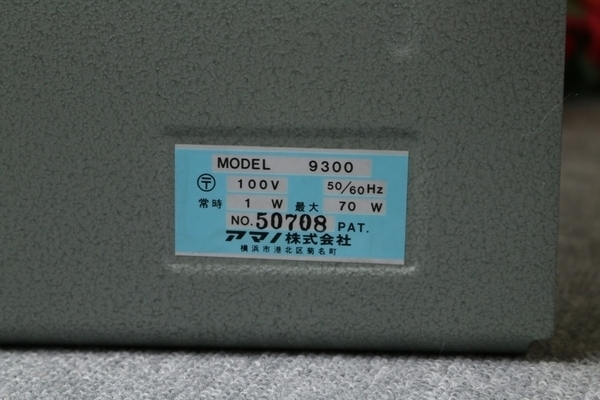 MODEL 9300
〒 100V 50/60Hz
常時 1 W 最大 70 W
NO. 50708 PAT.
アマノ株式会社
横浜市港北区菊名町